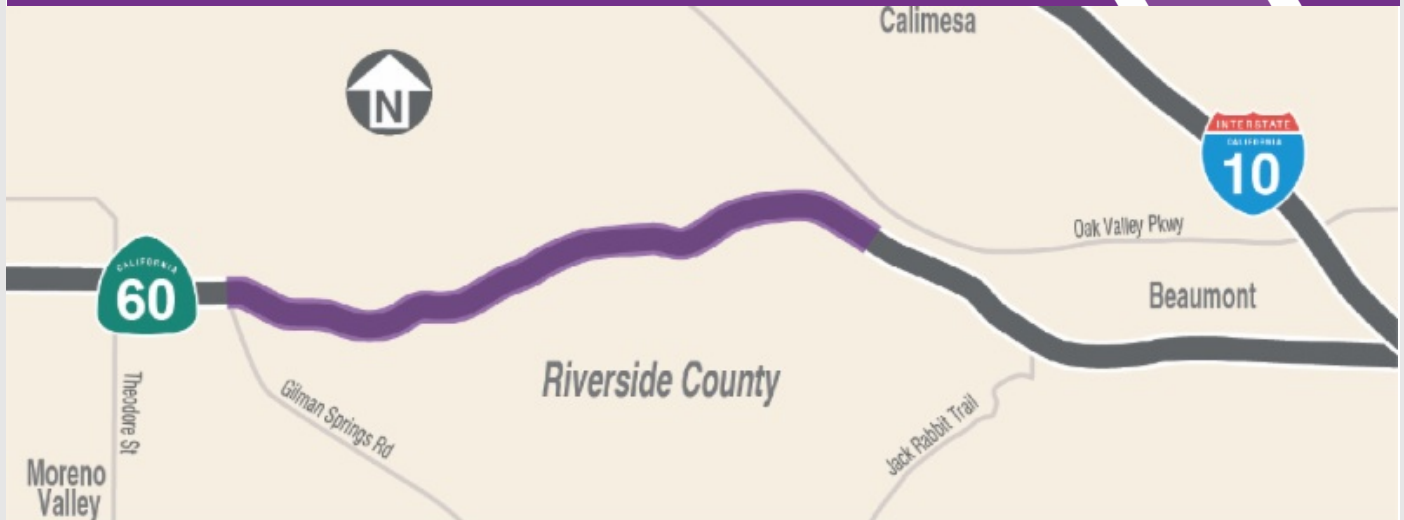 Calimesa
N
INTERSTATE
CALIFORNIA
10
Oak Valley Pkwy
CALIFORNIA
60
Beaumont
Riverside County
Theodore St
Gilman Springs Rd
Jack Rabbit Trail
Moreno
Valley